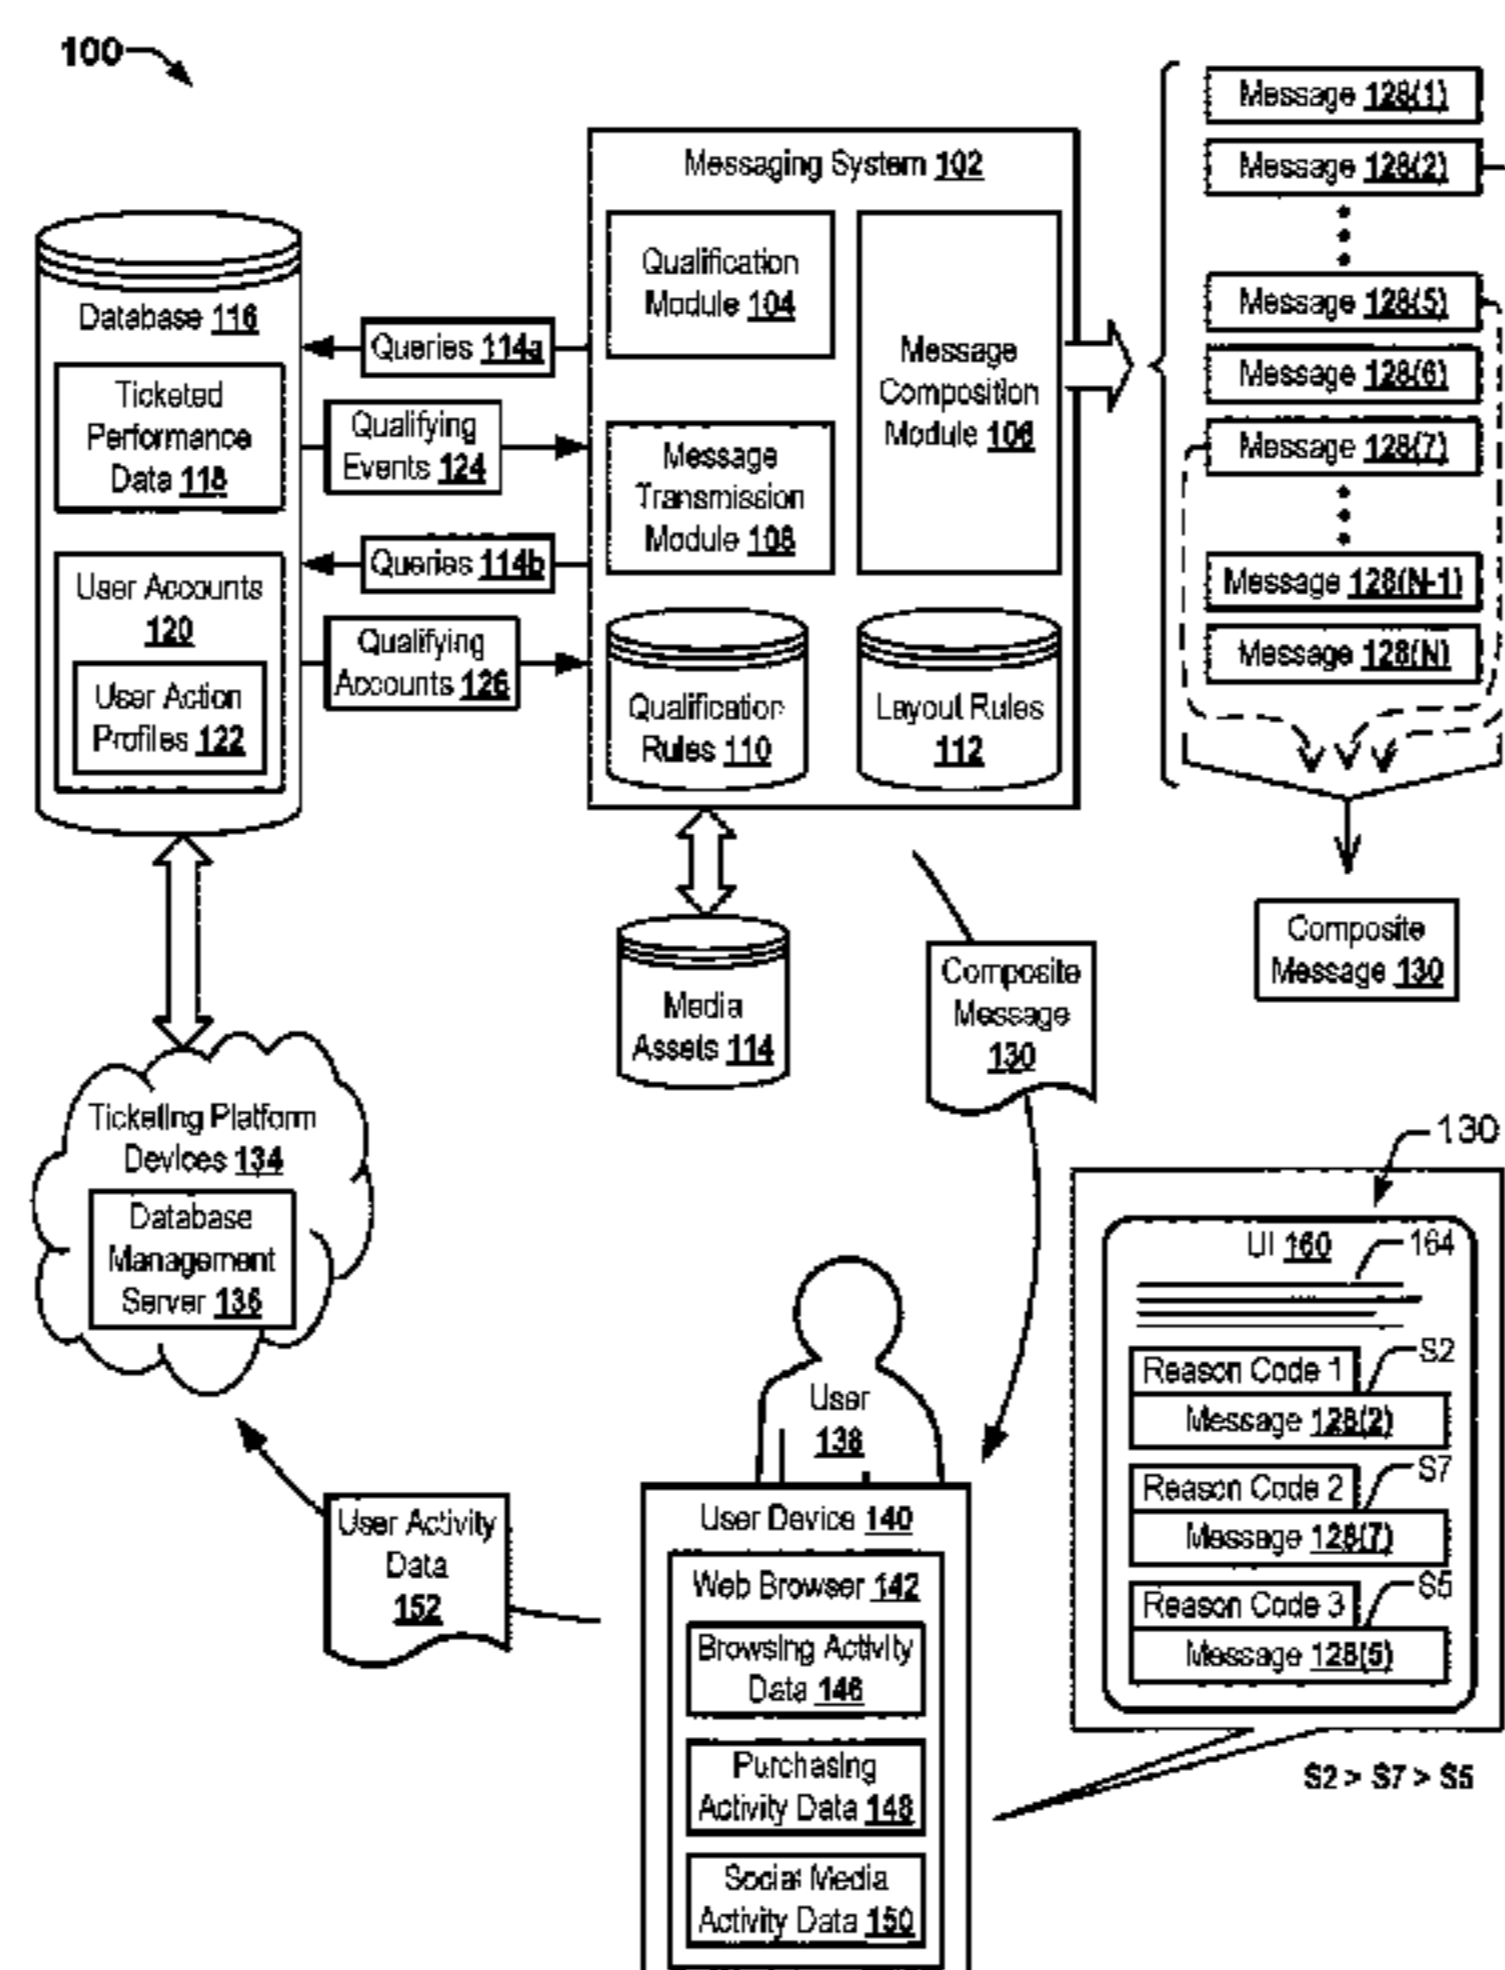 100
Messaging System 102
Qualification
Module 104
Message
Composition
Module 106
Message
Transmission
Module 108
Qualification
Rules 110
Layout Rules
112
Database 116
Ticketed
Performance
Data 118
User Accounts
120
User Action
Profiles 122
Queries 114a
Qualifying
Events 124
Queries 114b
Qualifying
Accounts 126
Message 128(1)
Message 128(2)
Message 128(5)
Message 128(6)
Message 128(7)
Message 128(N-1)
Message 128(N)
Composite
Message 130
Media
Assets 114
Composite
Message
130
Ticketing Platform
Devices 134
Database
Management
Server 136
User
138
User Device 140
Web Browser 142
Browsing Activity
Data 146
Purchasing
Activity Data 148
Social Media
Activity Data 150
User Activity
Data
152
130
UI 160
164
Reason Code 1
S2
Message 128(2)
Reason Code 2
S7
Message 128(7)
Reason Code 3
S5
Message 128(5)
S2 > S7 > S5